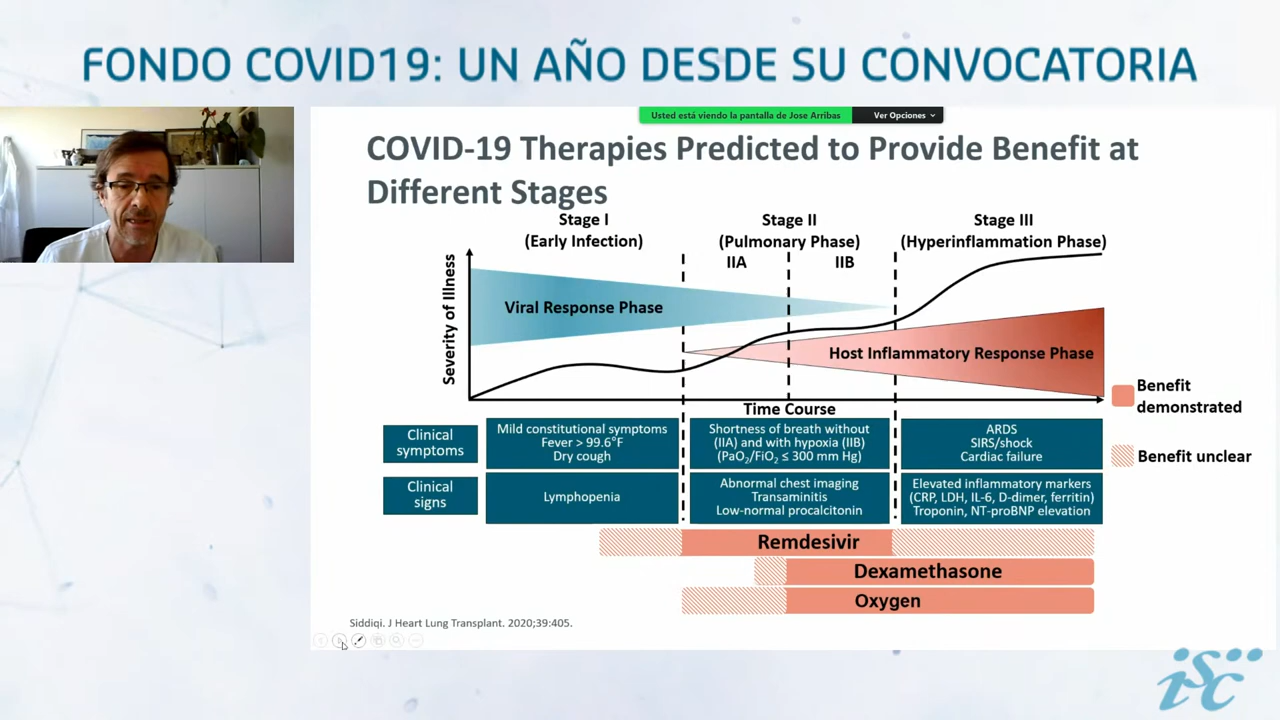 FONDO COVID19: UN AÑO DESDE SU CONVOCATORIA
Usted está viendo la pantalla de Jose Arribas
Ver Opciones
COVID-19 Therapies Predicted to Provide Benefit at
Different Stages
Stage I
(Early Infection)
Stage II
(Pulmonary Phase)
IIA
IIB
Stage III
(Hyperinflammation Phase)
Severity of Illness
Viral Response Phase
Host Inflammatory Response Phase
Time Course
Benefit
demonstrated
Benefit unclear
Clinical
symptoms
Mild constitutional symptoms
Fever > 99.6°F
Dry cough
Shortness of breath without
(IIA) and with hypoxia (IIB)
(PaO2/FiO2 ≤ 300 mm Hg)
ARDS
SIRS/shock
Cardiac failure
Clinical
signs
Lymphopenia
Abnormal chest imaging
Transaminitis
Low-normal procalcitonin
Elevated inflammatory markers
(CRP, LDH, IL-6, D-dimer, ferritin)
Troponin, NT-proBNP elevation
Remdesivir
Dexamethasone
Oxygen
Siddiqi. J Heart Lung Transplant. 2020;39:405.
iSC